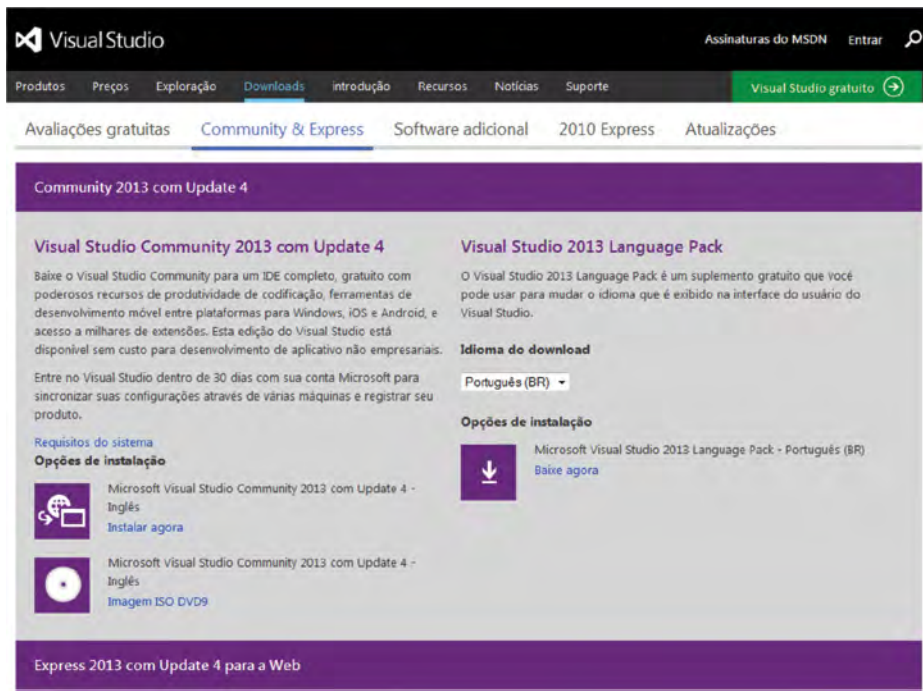 Visual Studio
Assinaturas do MSDN Entrar
Produtos Preços Exploração Downloads introdução Recursos Notícias Suporte
Visual Studio gratuito
Avaliações gratuitas Community & Express Software adicional 2010 Express Atualizações
Community 2013 com Update 4
Visual Studio Community 2013 com Update 4
Baixe o Visual Studio Community para um IDE completo, gratuito com
poderosos recursos de produtividade de codificação, ferramentas de
desenvolvimento móvel entre plataformas para Windows, iOS e Android, e
acesso a milhares de extensões. Esta edição do Visual Studio está
disponível sem custo para desenvolvimento de aplicativo não empresariais.
Entre no Visual Studio dentro de 30 dias com sua conta Microsoft para
sincronizar suas configurações através de várias máquinas e registrar seu
produto.
Requisitos do sistema
Opções de instalação
Microsoft Visual Studio Community 2013 com Update 4 -
Inglês
Instalar agora
Microsoft Visual Studio Community 2013 com Update 4 -
Inglês
Imagem ISO DVD9
Visual Studio 2013 Language Pack
O Visual Studio 2013 Language Pack é um suplemento gratuito que você
pode usar para mudar o idioma que é exibido na interface do usuário do
Visual Studio.
Idioma do download
Português (BR)
Opções de instalação
Microsoft Visual Studio 2013 Language Pack - Português (BR)
Baixe agora
Express 2013 com Update 4 para a Web